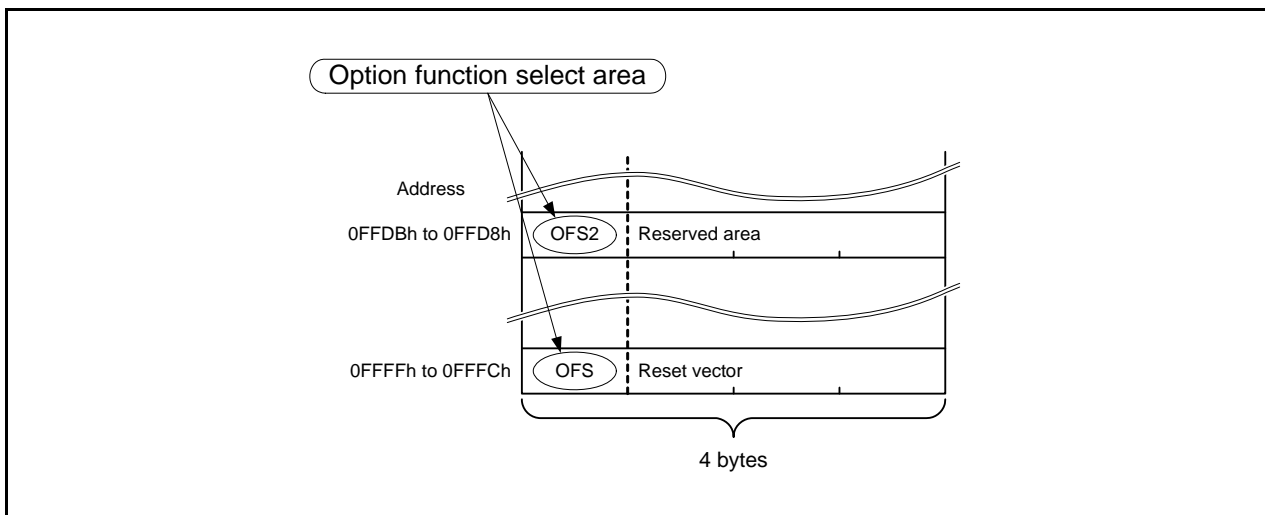 Option function select area
Address
0FFDBh to 0FFD8h OFS2 Reserved area
0FFFFh to 0FFFCh OFS Reset vector
4 bytes